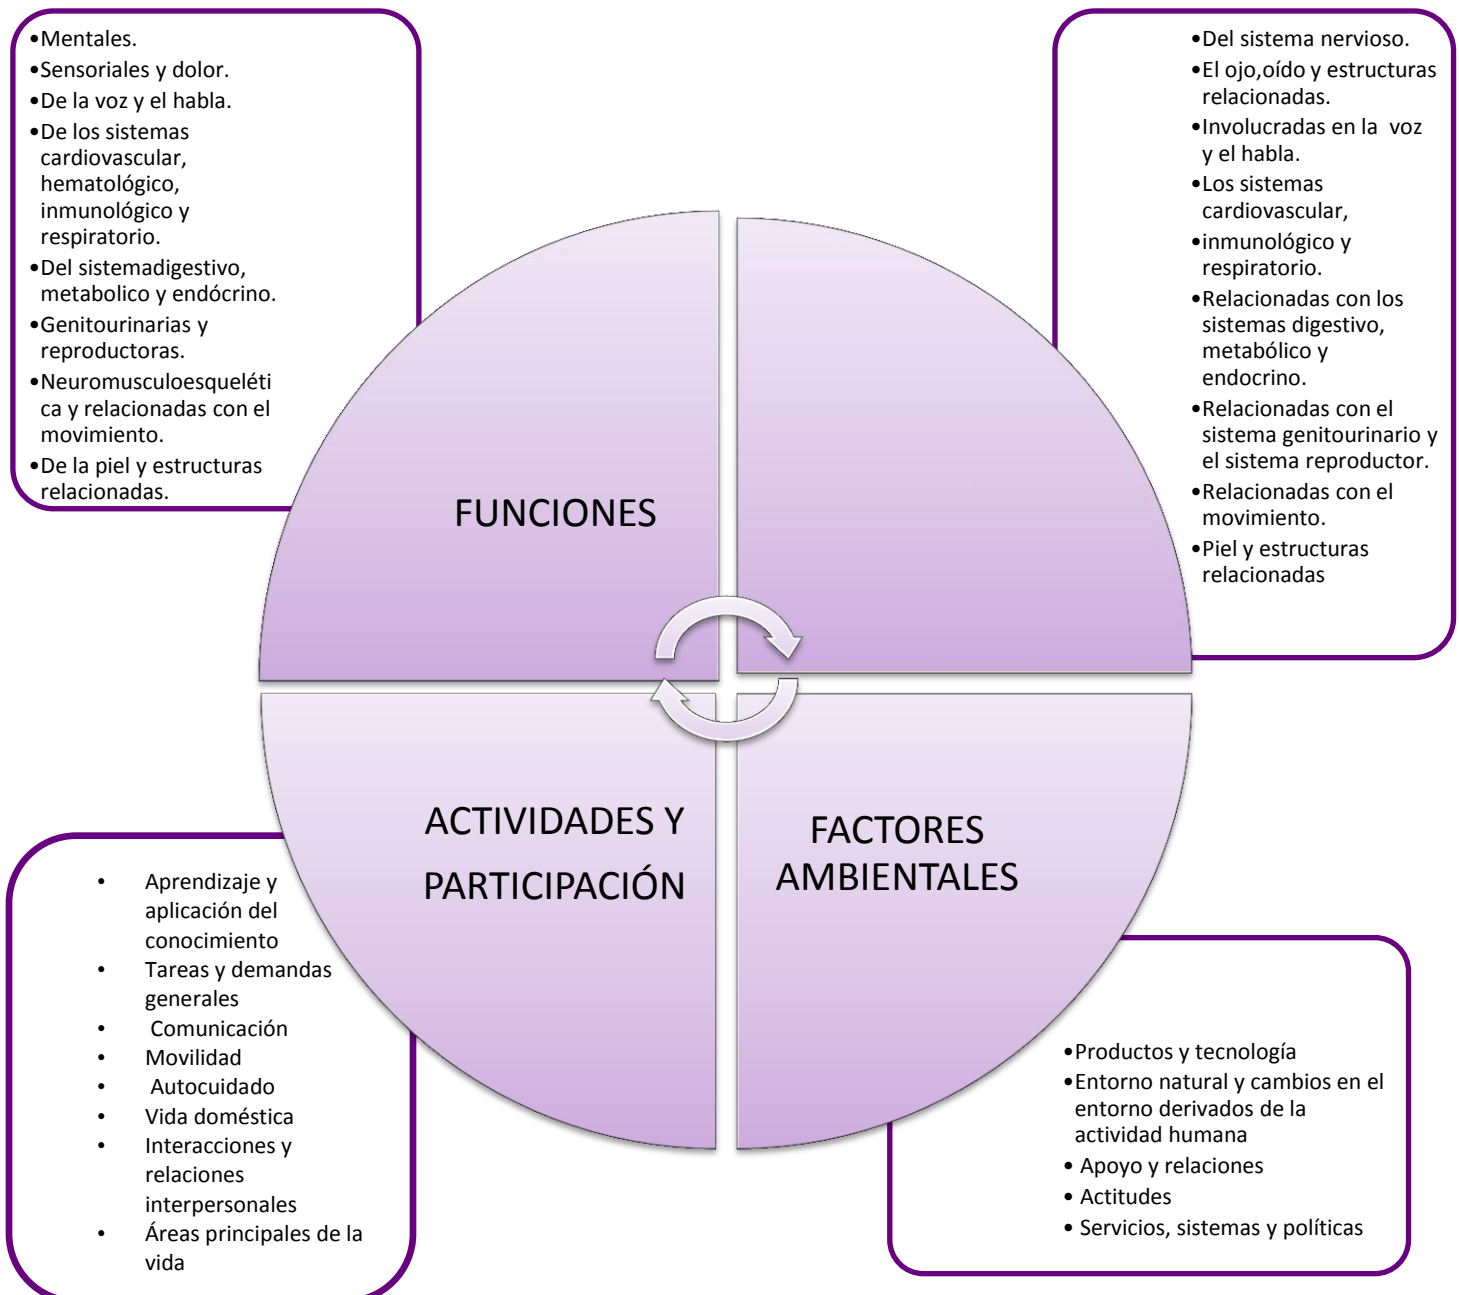 •Mentales.
•Sensoriales y dolor.
•De la voz y el habla.
•De los sistemas
cardiovascular,
hematológico,
inmunológico y
respiratorio.
•Del sistemadigestivo,
metabolico y endócrino.
•Genitourinarias y
reproductoras.
•Neuromusculoesqueléti
ca y relacionadas con el
movimiento.
•De la piel y estructuras
relacionadas.
•Del sistema nervioso.
•El ojo,oído y estructuras
relacionadas.
•Involucradas en la voz
y el habla.
•Los sistemas
cardiovascular,
•inmunológico y
respiratorio.
•Relacionadas con los
sistemas digestivo,
metabólico y
endocrino.
•Relacionadas con el
sistema genitourinario y
el sistema reproductor.
•Relacionadas con el
movimiento.
•Piel y estructuras
relacionadas
FUNCIONES
ACTIVIDADES Y
PARTICIPACIÓN
FACTORES
AMBIENTALES
• Aprendizaje y
aplicación del
conocimiento
• Tareas y demandas
generales
• Comunicación
• Movilidad
• Autocuidado
• Vida doméstica
• Interacciones y
relaciones
interpersonales
• Áreas principales de la
vida
•Productos y tecnología
•Entorno natural y cambios en el
entorno derivados de la
actividad humana
• Apoyo y relaciones
• Actitudes
• Servicios, sistemas y políticas